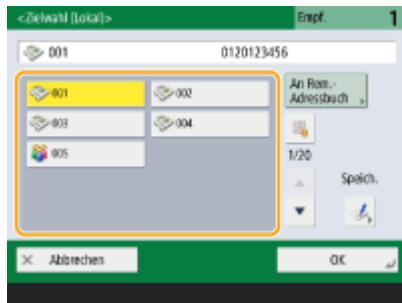 <Zielwahl [Lokal]>
Empf. 1
001 0120123456
001
002
003
004
005
An Rem.-
Adressbuch
1/20
Speich.
× Abbrechen
OK